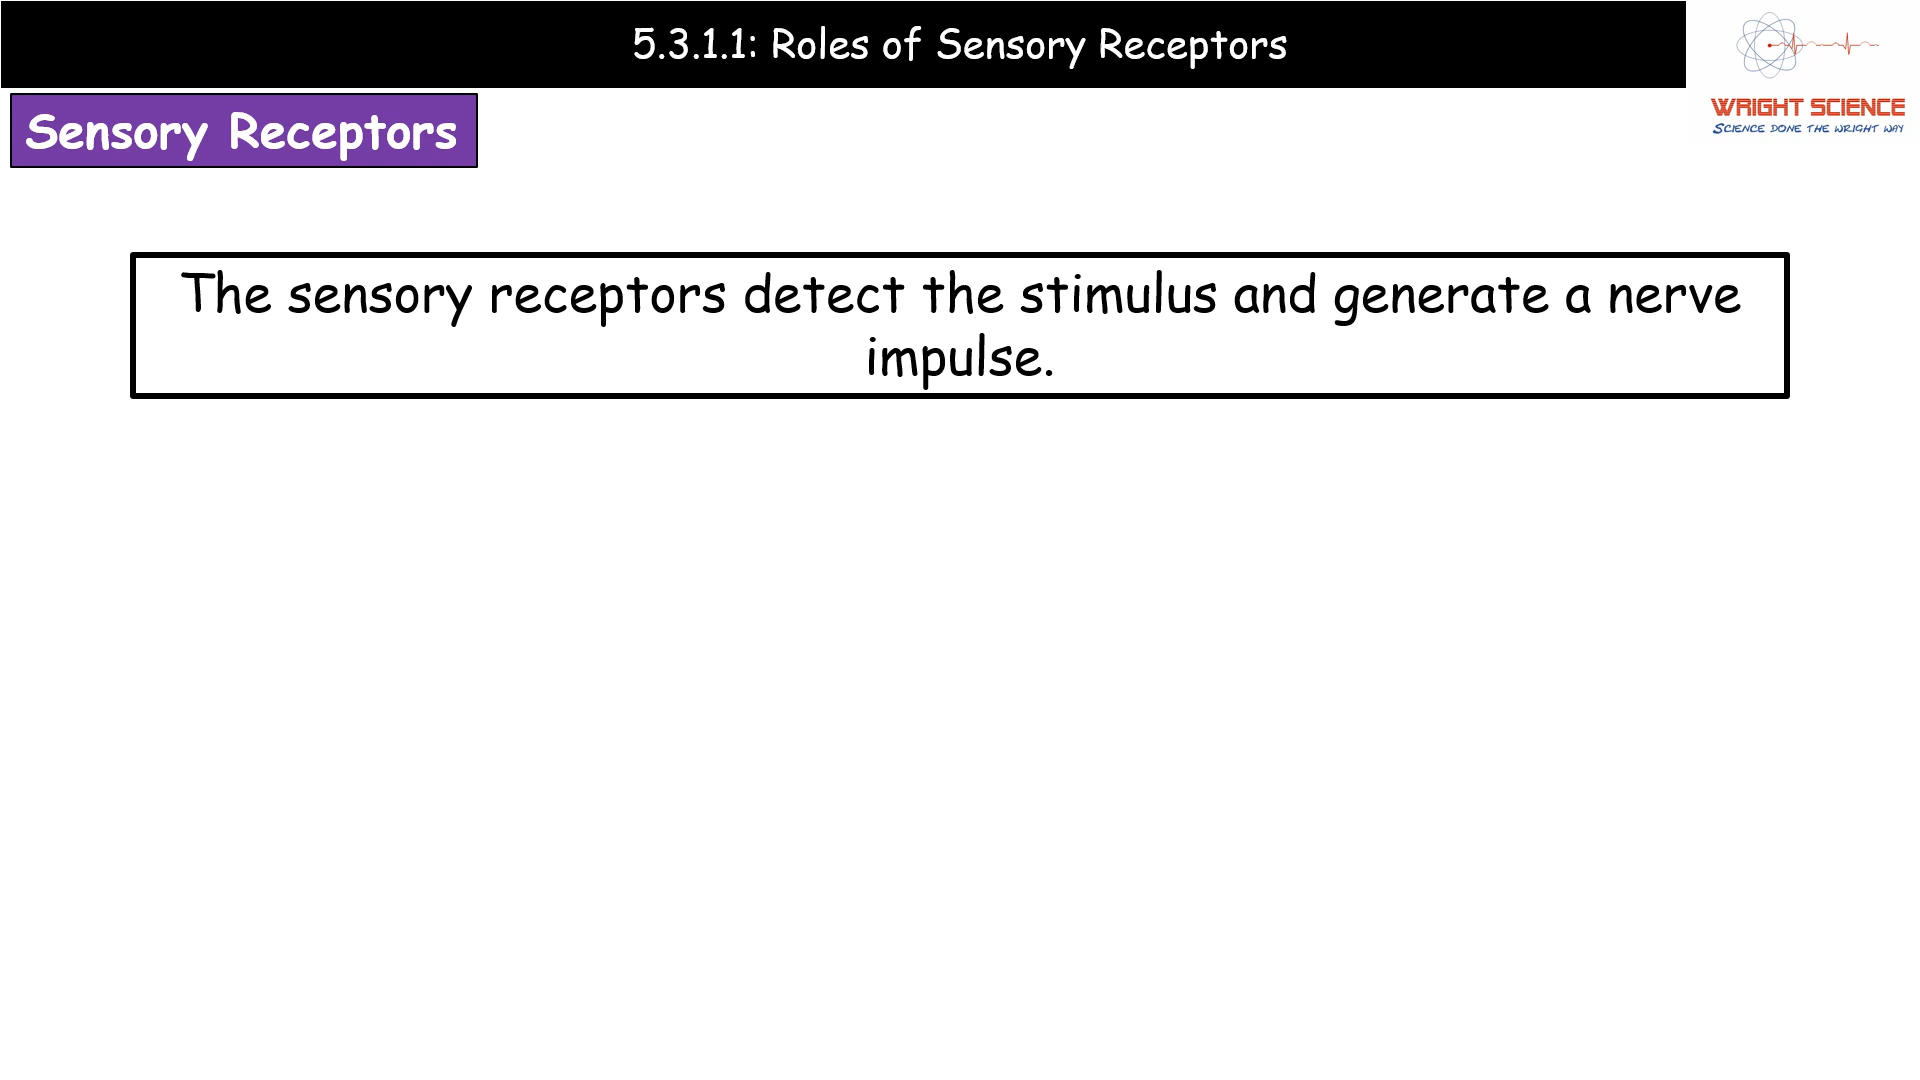 5.3.1.1: Roles of Sensory Receptors
WRIGHT SCIENCE
SCIENCE DONE THE WRIGHT WAY
Sensory Receptors
The sensory receptors detect the stimulus and generate a nerve
impulse.